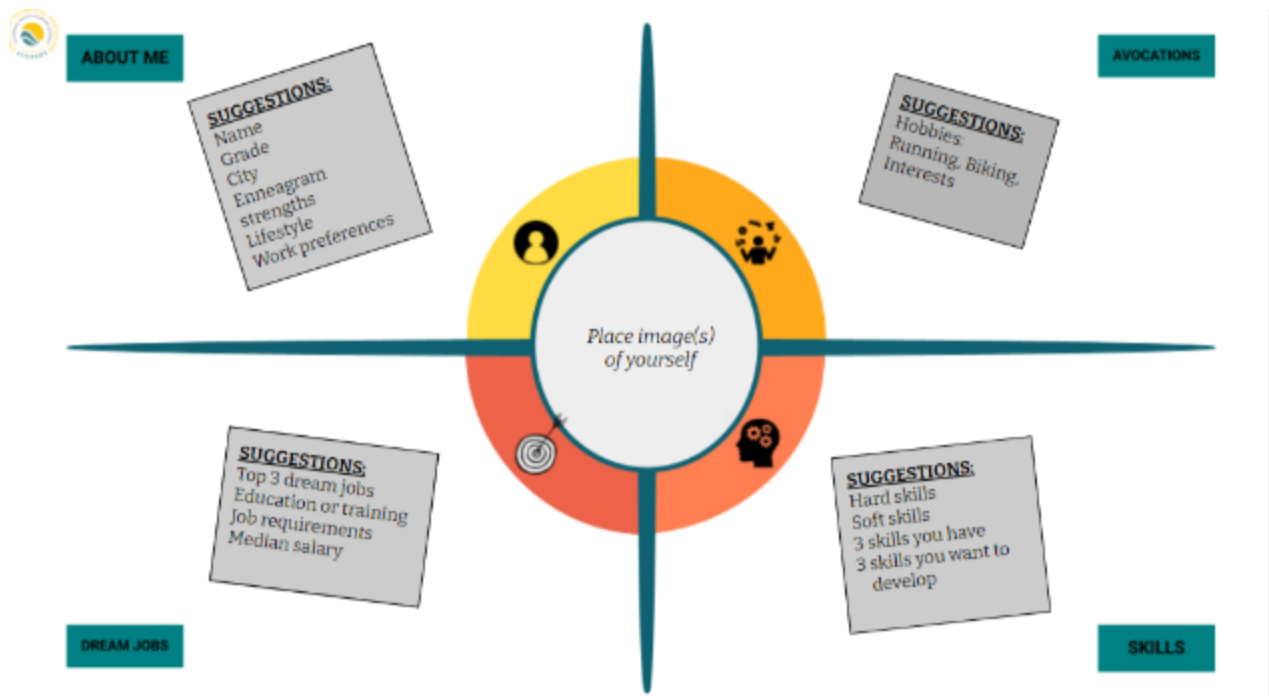 ABOUT ME
SUGGESTIONS:
Name
Grade
City
Enneagram
strengths
Lifestyle
Work preferences
AVOCATIONS
SUGGESTIONS:
Hobbies:
Running, Biking,
Interests
Place image(s)
of yourself
SUGGESTIONS:
Top 3 dream jobs
Education or training
Job requirements
Median salary
DREAM JOBS
SUGGESTIONS:
Hard skills
Soft skills
3 skills you have
3 skills you want to
develop
SKILLS